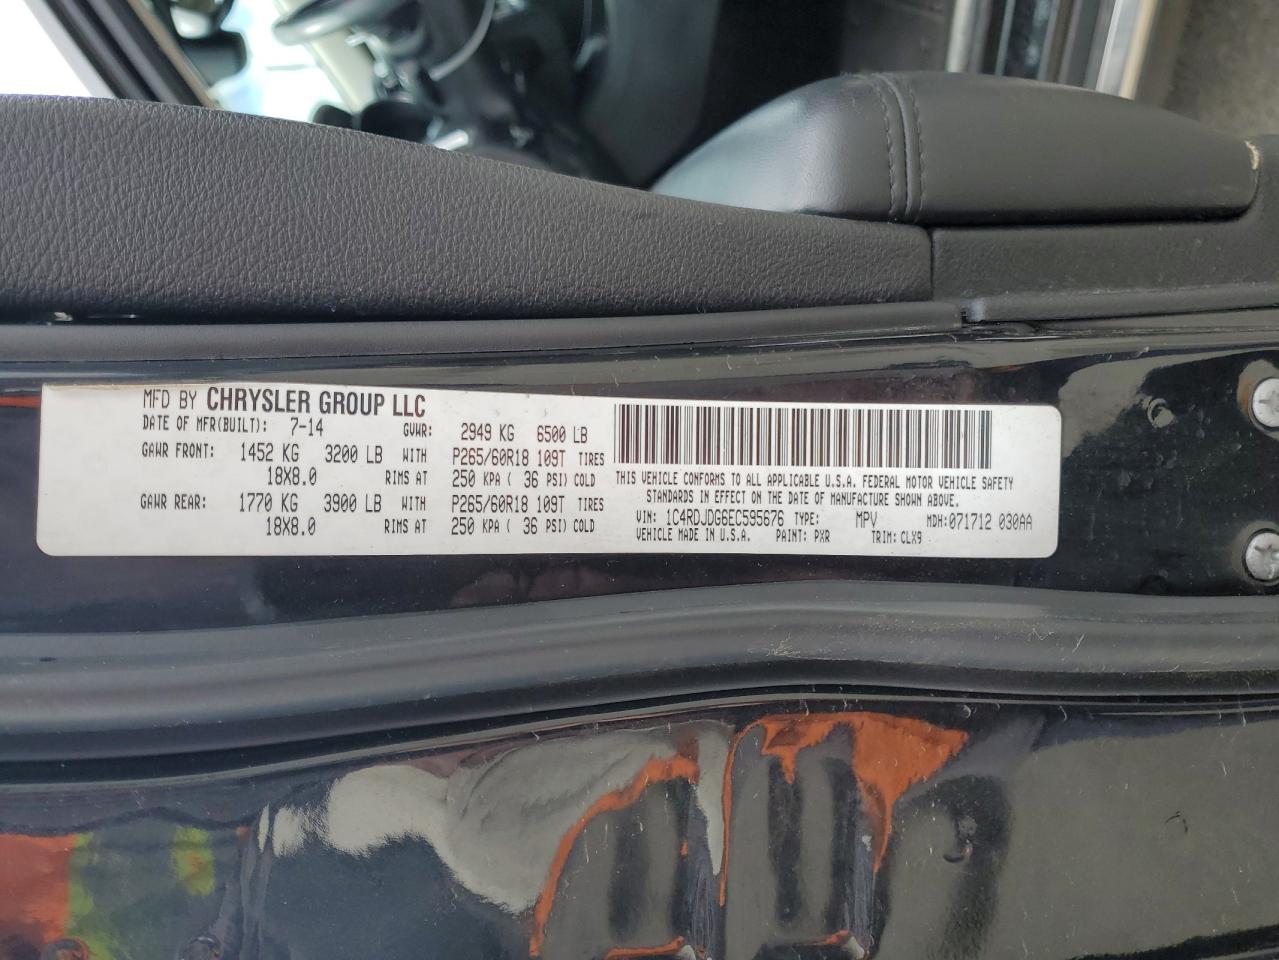 MFD BY CHRYSLER GROUP LLC
DATE OF MFR(BUILT): 7-14 GVWR: 2949 KG 6500 LB
GAWR FRONT: 1452 KG 3200 LB WITH P265/60R18 109T TIRES
18X8.0 RIMS AT 250 KPA ( 36 PSI) COLD
GAWR REAR: 1770 KG 3900 LB WITH P265/60R18 109T TIRES
18X8.0 RIMS AT 250 KPA ( 36 PSI) COLD
THIS VEHICLE CONFORMS TO ALL APPLICABLE U.S.A. FEDERAL MOTOR VEHICLE SAFETY
STANDARDS IN EFFECT ON THE DATE OF MANUFACTURE SHOWN ABOVE.
VIN: 1C4RDJDG6EC595676 TYPE: MPV MDH: 071712 030AA
VEHICLE MADE IN U.S.A. PAINT: PXR TRIM: CLX9